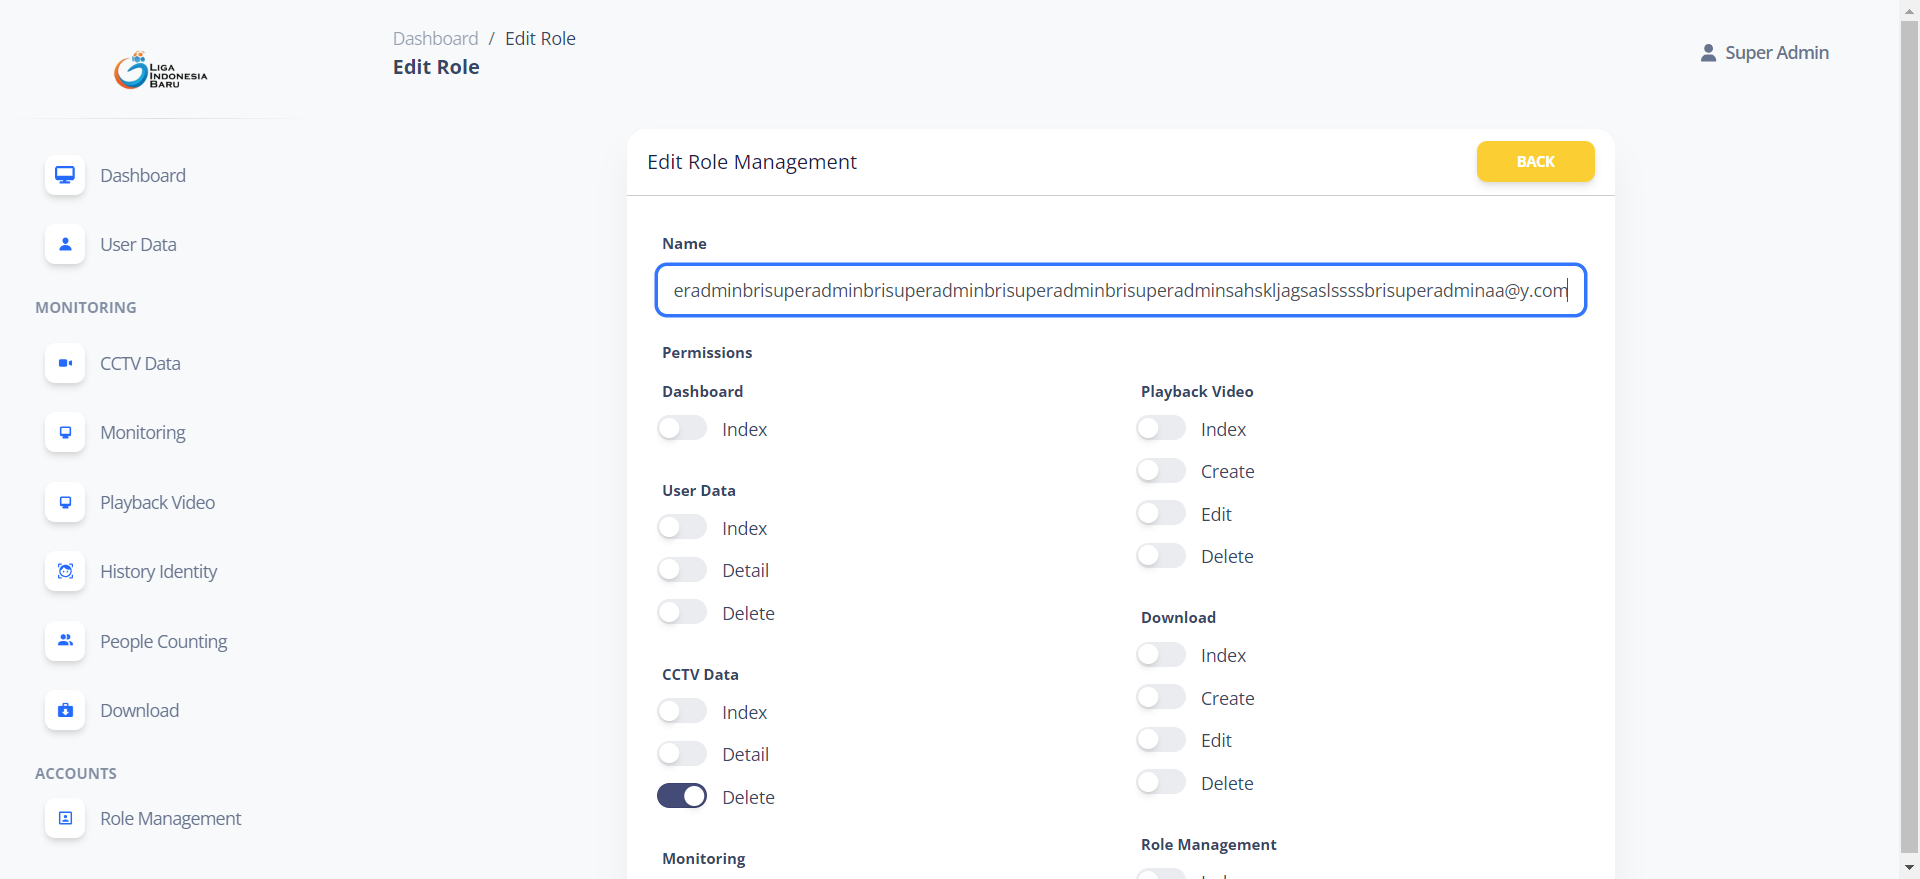 LIGA
INDONESIA
BARU
Dashboard / Edit Role
Edit Role
Super Admin
Dashboard
User Data
MONITORING
CCTV Data
Monitoring
Playback Video
History Identity
People Counting
Download
ACCOUNTS
Role Management
Edit Role Management
BACK
Name
eradminbrisuperadminbrisuperadminbrisuperadminbrisuperadminsahskljagsaslssssbrisuperadminaa@y.com
Permissions
Dashboard
Index
User Data
Index
Detail
Delete
CCTV Data
Index
Detail
Delete
Monitoring
Playback Video
Index
Create
Edit
Delete
Download
Index
Create
Edit
Delete
Role Management